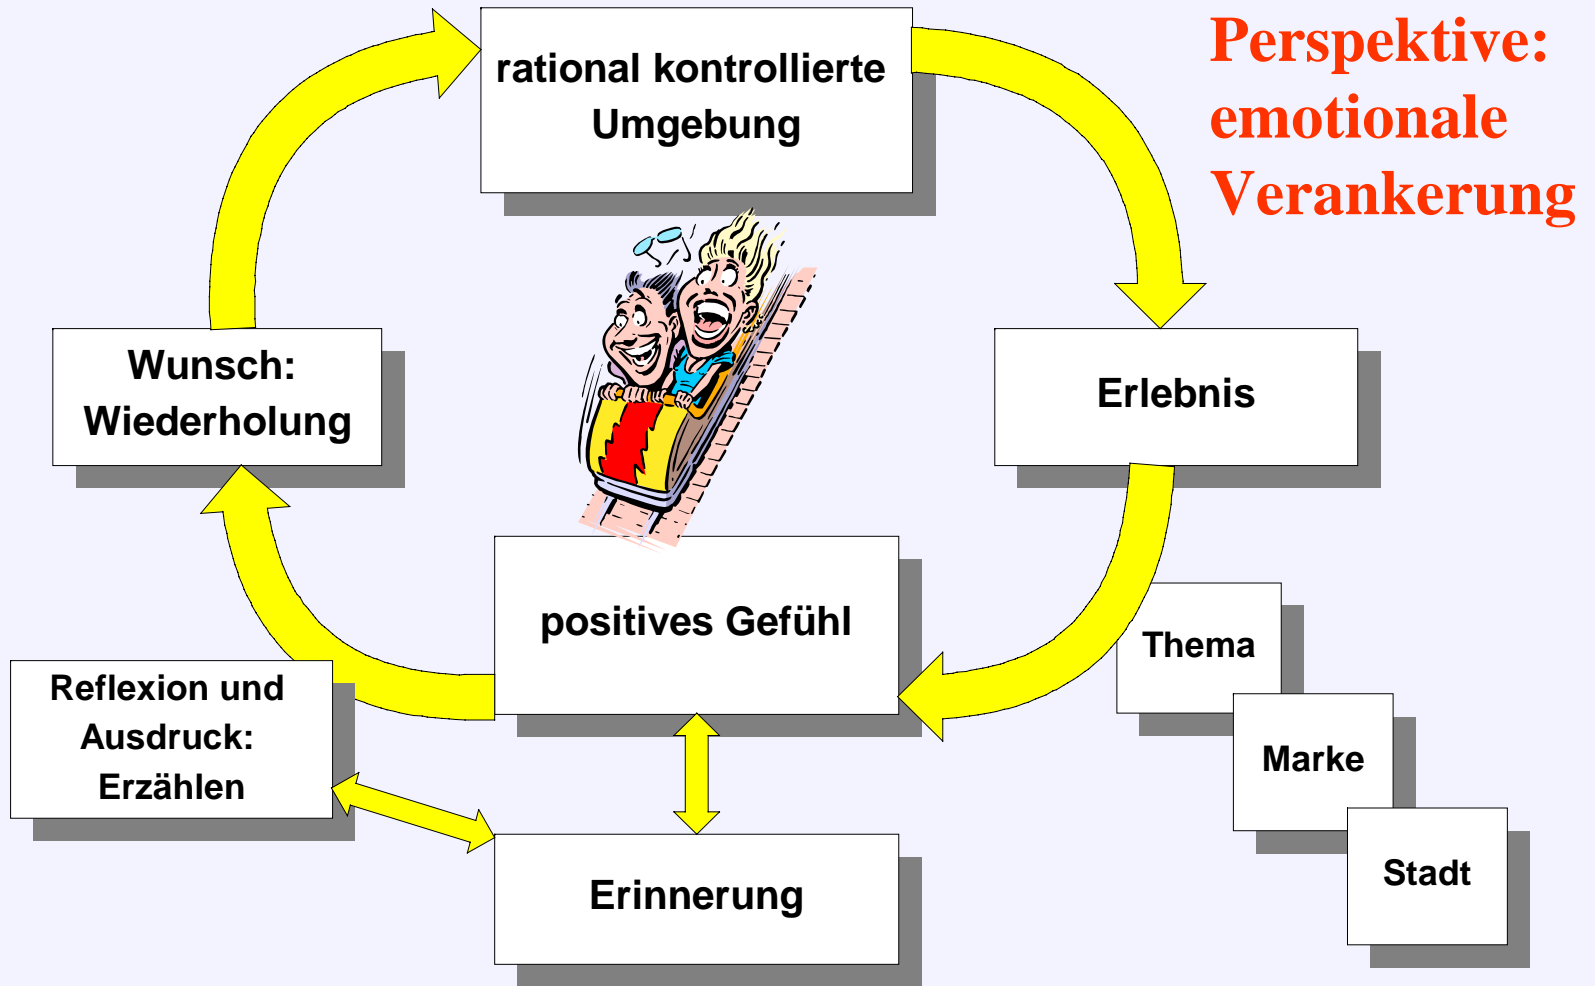 Perspektive:
emotionale
Verankerung
rational kontrollierte
Umgebung
Wunsch:
Wiederholung
Erlebnis
positives Gefühl
Thema
Reflexion und
Ausdruck:
Erzählen
Marke
Erinnerung
Stadt